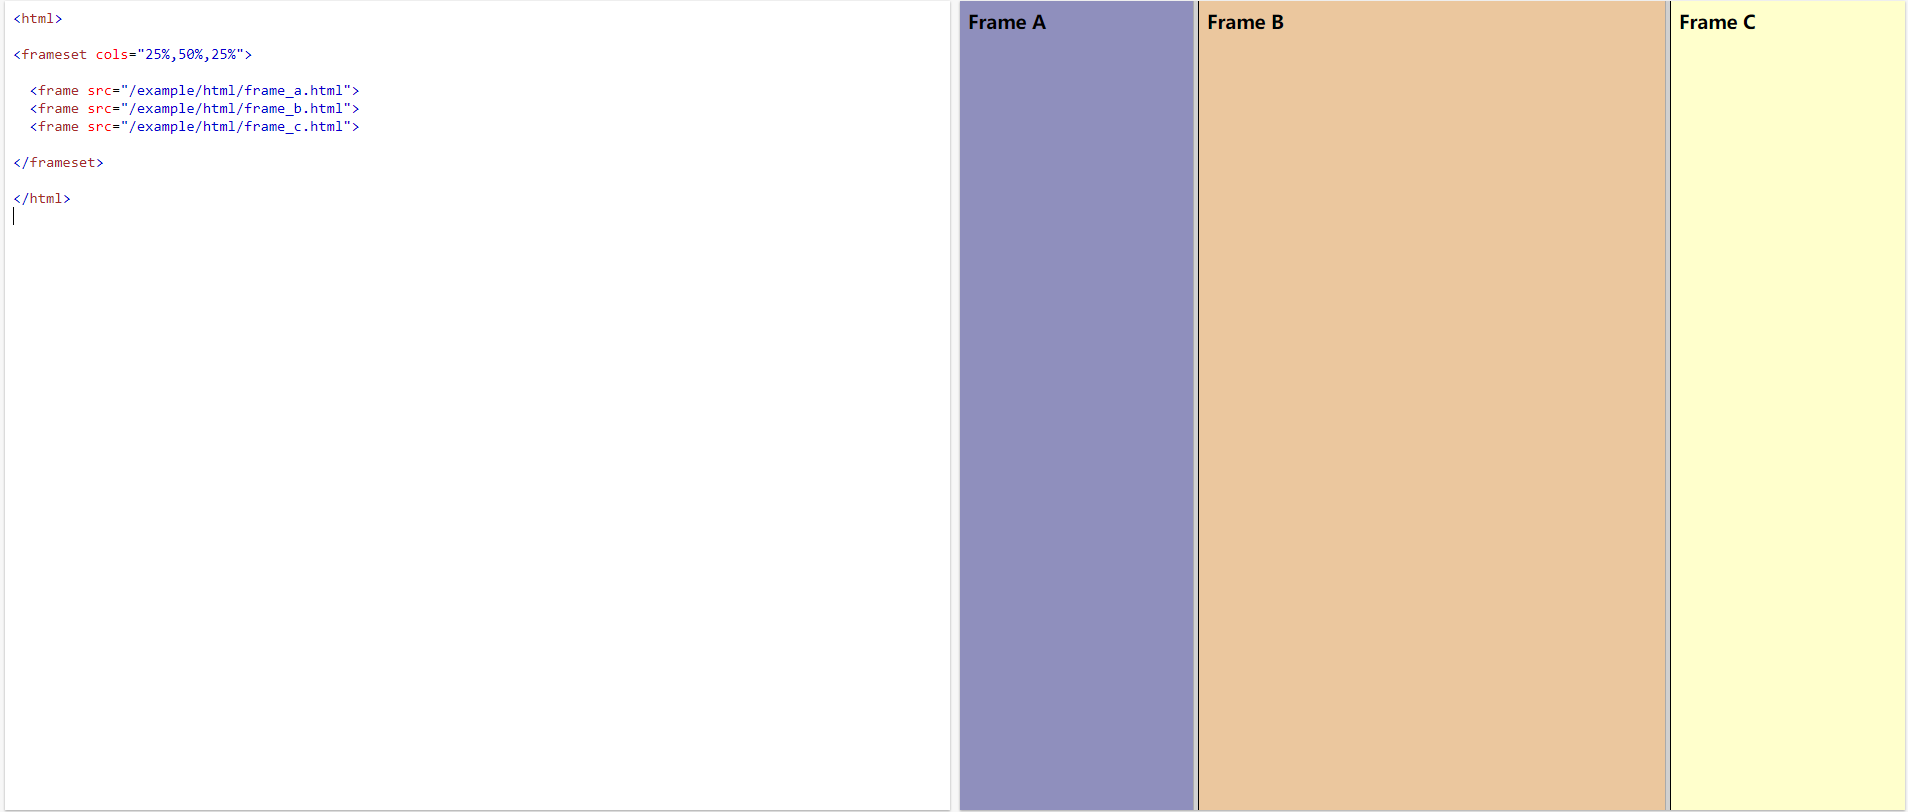 <html>
<frameset cols="25%,50%,25%">
  <frame src="/example/html/frame_a.html">
  <frame src="/example/html/frame_b.html">
  <frame src="/example/html/frame_c.html">
</frameset>
</html>
Frame A
Frame B
Frame C